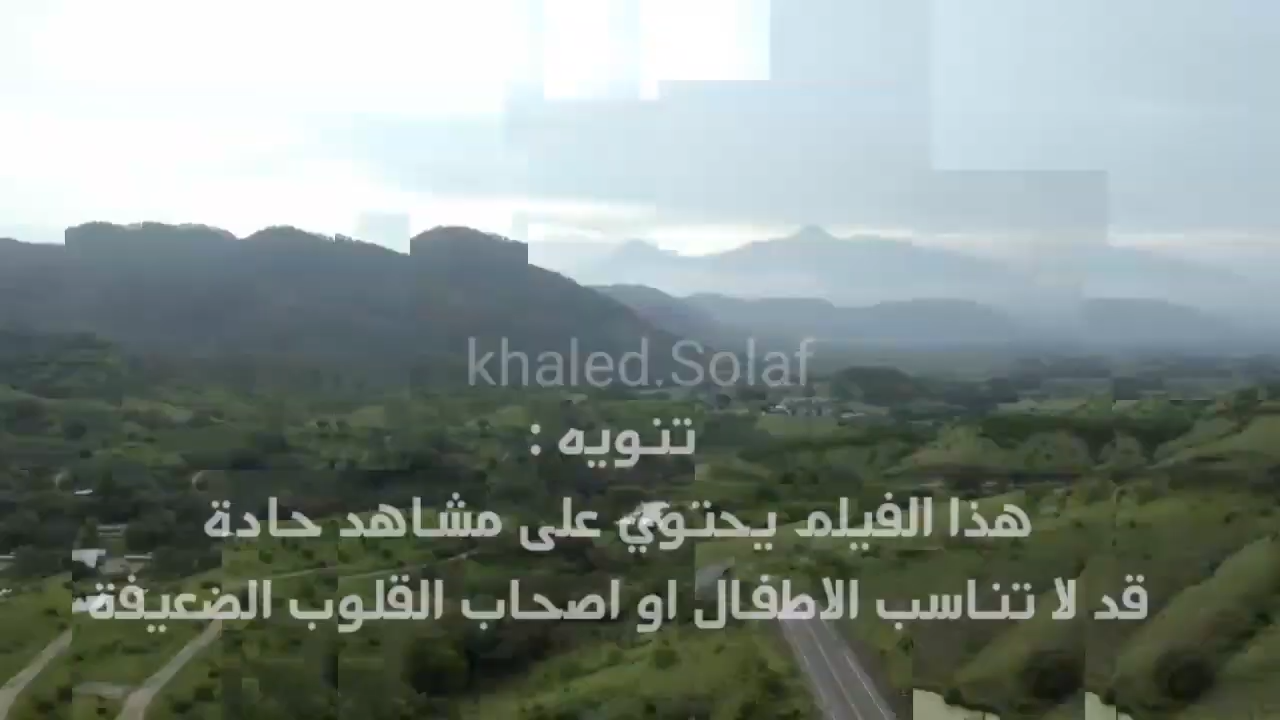 khaled.Solaf
تنويه :
هذا الفيلم يحتوي على مشاهد حادة
قد لا تناسب الاطفال او اصحاب القلوب الضعيفة